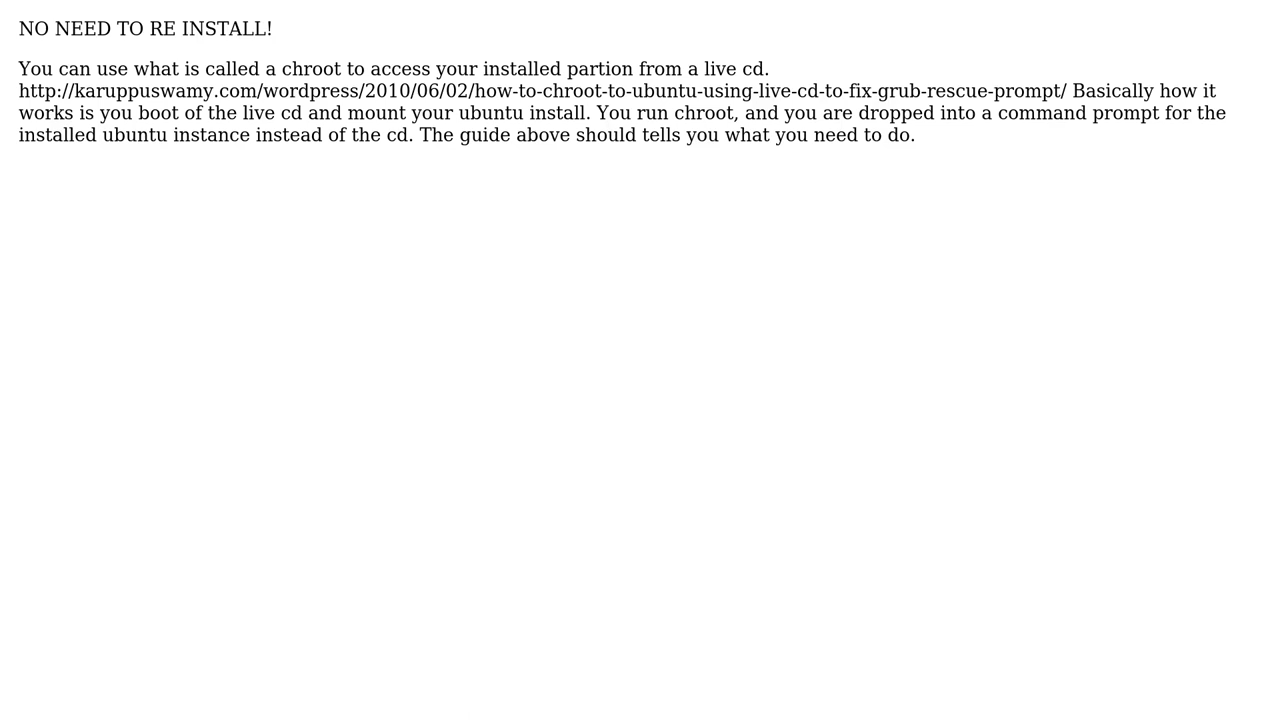 NO NEED TO RE INSTALL!
You can use what is called a chroot to access your installed partion from a live cd.
http://karuppuswamy.com/wordpress/2010/06/02/how-to-chroot-to-ubuntu-using-live-cd-to-fix-grub-rescue-prompt/ Basically how it
works is you boot of the live cd and mount your ubuntu install. You run chroot, and you are dropped into a command prompt for the
installed ubuntu instance instead of the cd. The guide above should tells you what you need to do.